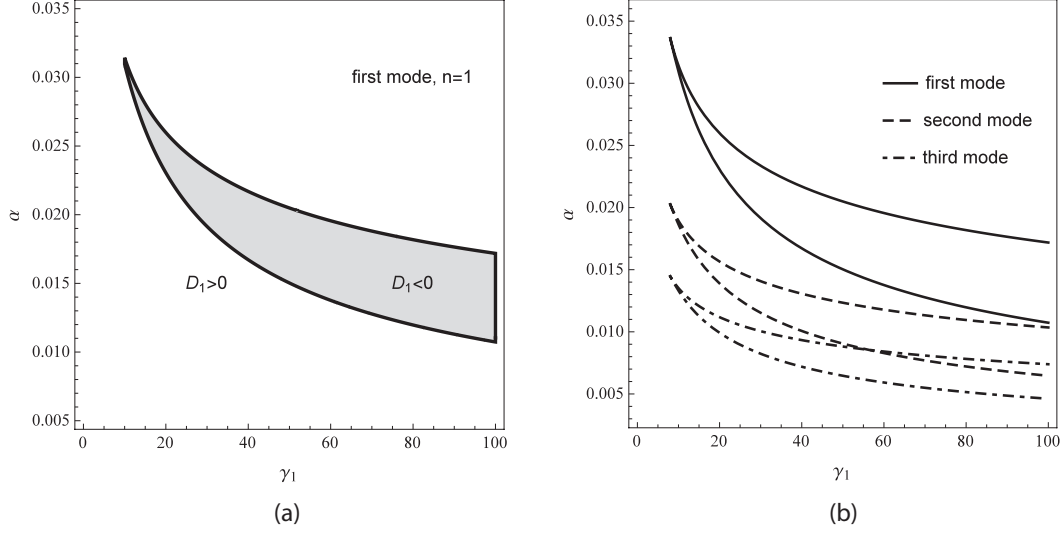 0.035
0.030
0.025
0.020
0.015
0.010
0.005
α
first mode, n=1
D₁>0
D₁<0
0 20 40 60 80 100
γ₁
(a)
0.035
0.030
0.025
0.020
0.015
0.010
0.005
α
first mode
second mode
third mode
0 20 40 60 80 100
γ₁
(b)